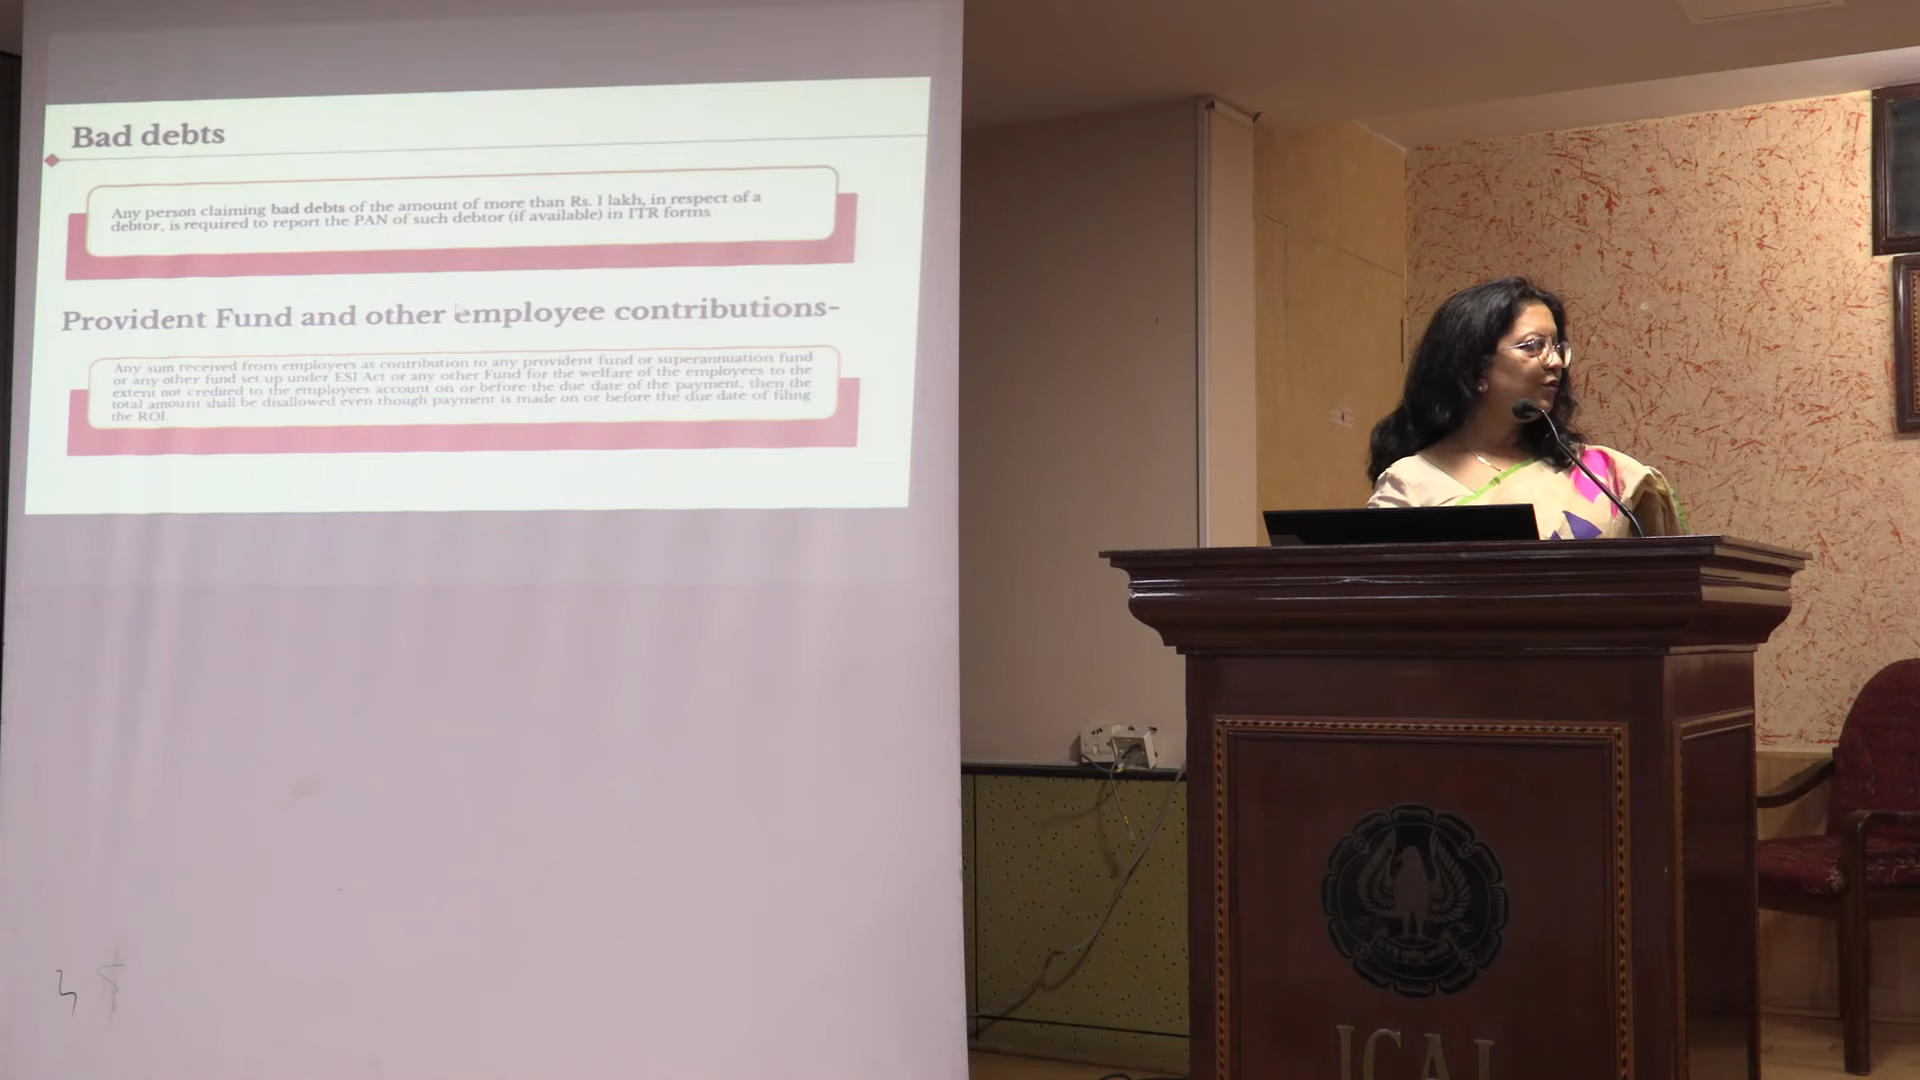 Bad debts
Any person claiming bad debts of the amount of more than Rs. 1 lakh, in respect of a
debtor, is required to report the PAN of such debtor (if available) in ITR forms
Provident Fund and other employee contributions-
Any sum received from employees as contribution to any provident fund or superannuation fund
or any other fund set up under ESI Act or any other Fund for the welfare of the employees to the
extent not credited to the employees account on or before the due date of the payment, then the
total amount shall be disallowed even though payment is made on or before the due date of filing
the ROI.
ICAI